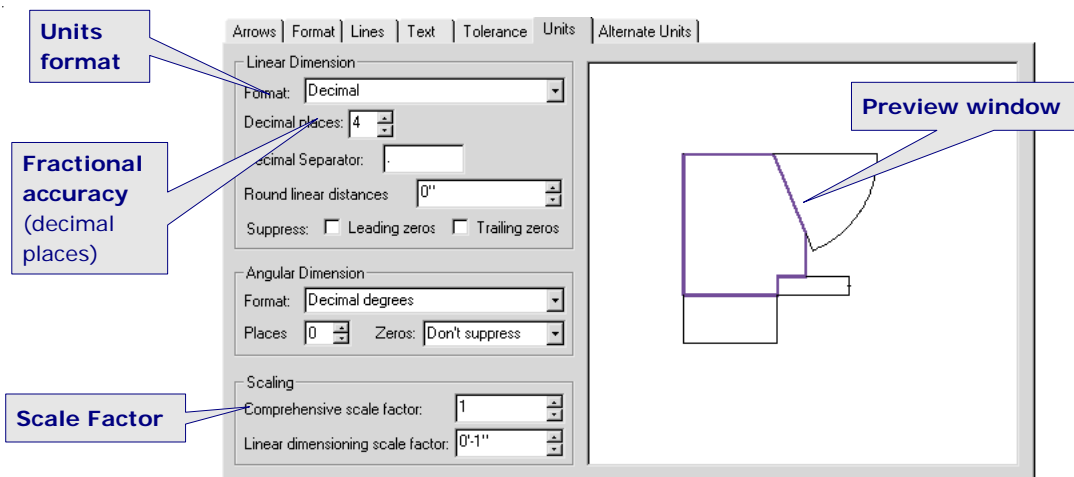 Units format
Arrows Format Lines Text Tolerance Units Alternate Units
Linear Dimension
Format: Decimal
Decimal places: 4
Fractional accuracy (decimal places)
Decimal Separator: .
Round linear distances 0"
Suppress: Leading zeros Trailing zeros
Angular Dimension
Format: Decimal degrees
Places 0 Zeros: Don't suppress
Scaling
Scale Factor
Comprehensive scale factor: 1
Linear dimensioning scale factor: 0'-1"
Preview window